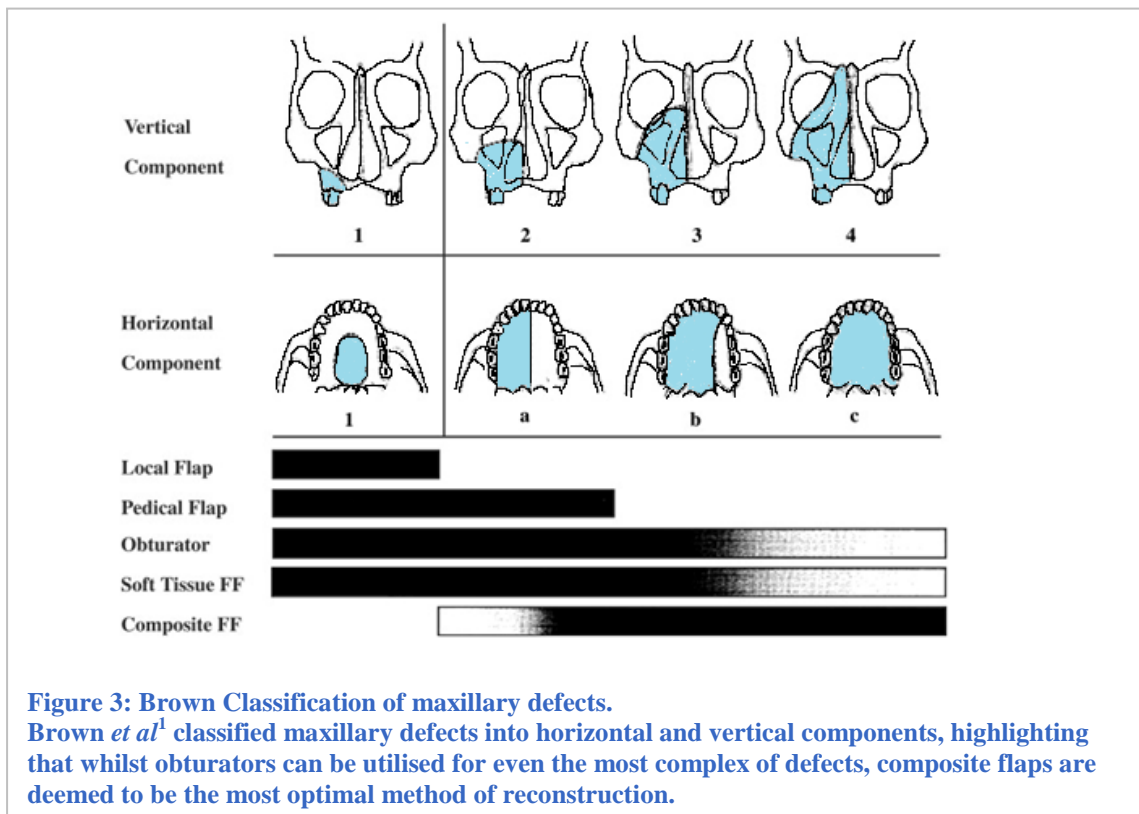 Vertical
Component
1 2 3 4
Horizontal
Component
1 a b c
Local Flap
Pedical Flap
Obturator
Soft Tissue FF
Composite FF
Figure 3: Brown Classification of maxillary defects.
Brown et al1 classified maxillary defects into horizontal and vertical components, highlighting
that whilst obturators can be utilised for even the most complex of defects, composite flaps are
deemed to be the most optimal method of reconstruction.